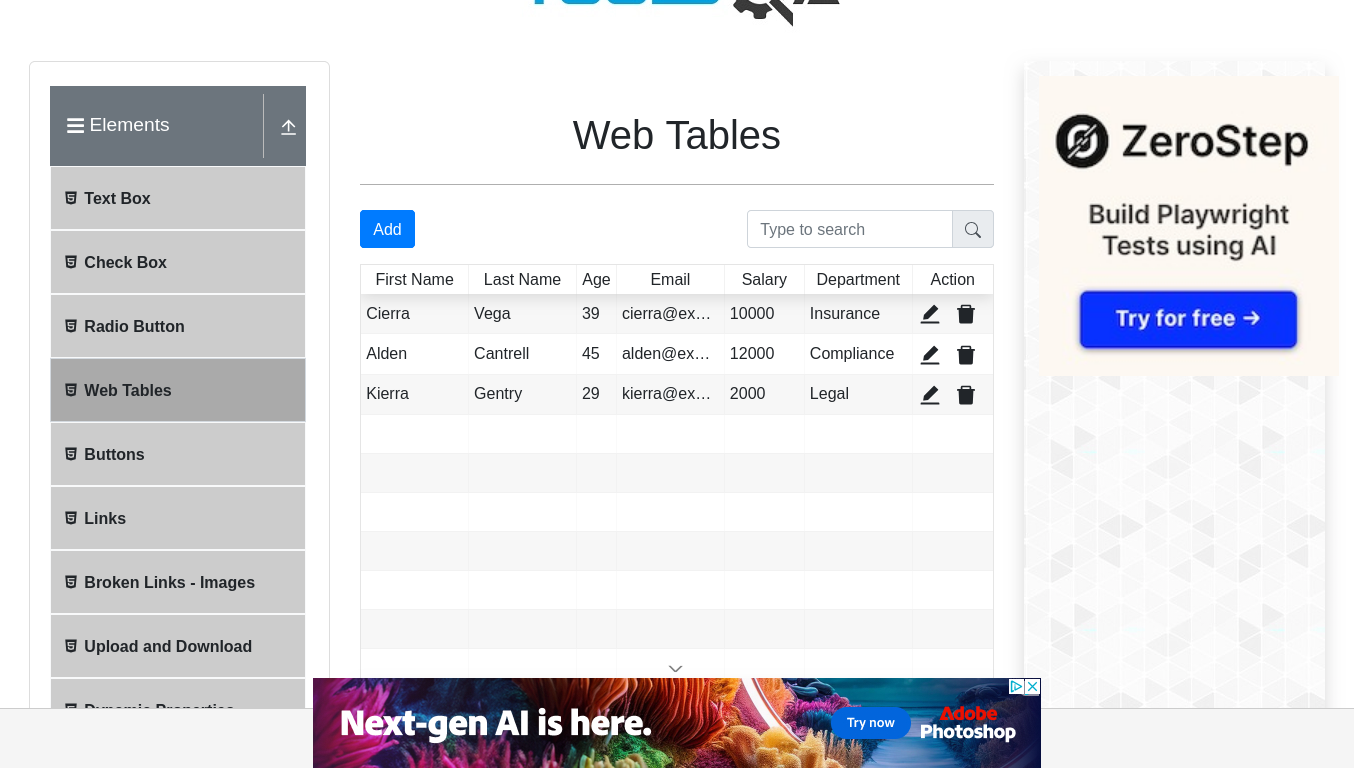 Elements
Text Box
Check Box
Radio Button
Web Tables
Buttons
Links
Broken Links - Images
Upload and Download
Web Tables
Add
Type to search
First Name Last Name Age Email Salary Department Action
Cierra Vega 39 cierra@ex… 10000 Insurance
Alden Cantrell 45 alden@ex… 12000 Compliance
Kierra Gentry 29 kierra@ex… 2000 Legal
ZeroStep
Build Playwright
Tests using AI
Try for free →
Next-gen AI is here.
Try now
Adobe
Photoshop